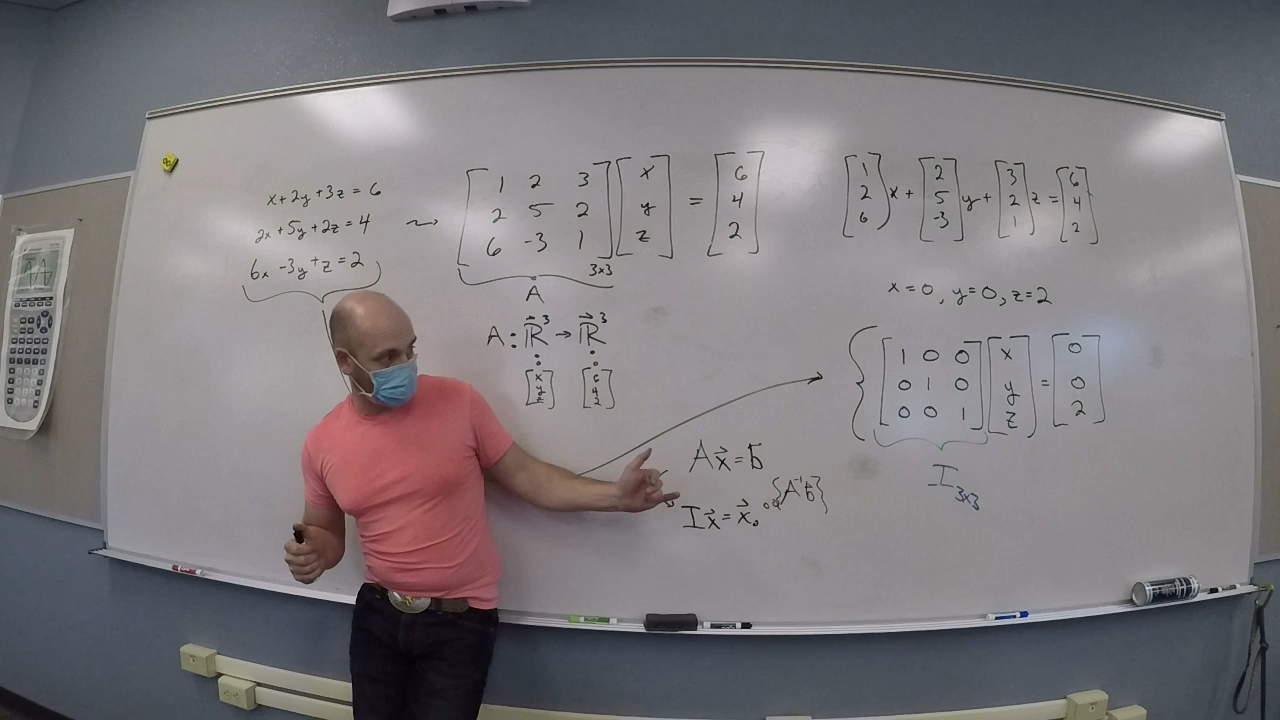 x+2y+3z=6
2x+5y+2z=4
6x-3y+z=2
[1 2 3] [x] = [6]
[2 5 2] [y] [4]
[6 -3 1] [z] [2]
3x3
A
A: ℝ⃗³ → ℝ⃗³
[x] [6]
[y] [4]
[z] [2]
Ax⃗=b⃗
Ix⃗=x⃗₀ {A⁻¹b⃗}
[1]x+[2]y+[3]z=[6]
[2] [5] [2] [4]
[6] [-3] [1] [2]
x=0, y=0, z=2
[1 0 0] [x] = [0]
[0 1 0] [y] [0]
[0 0 1] [z] [2]
I3x3